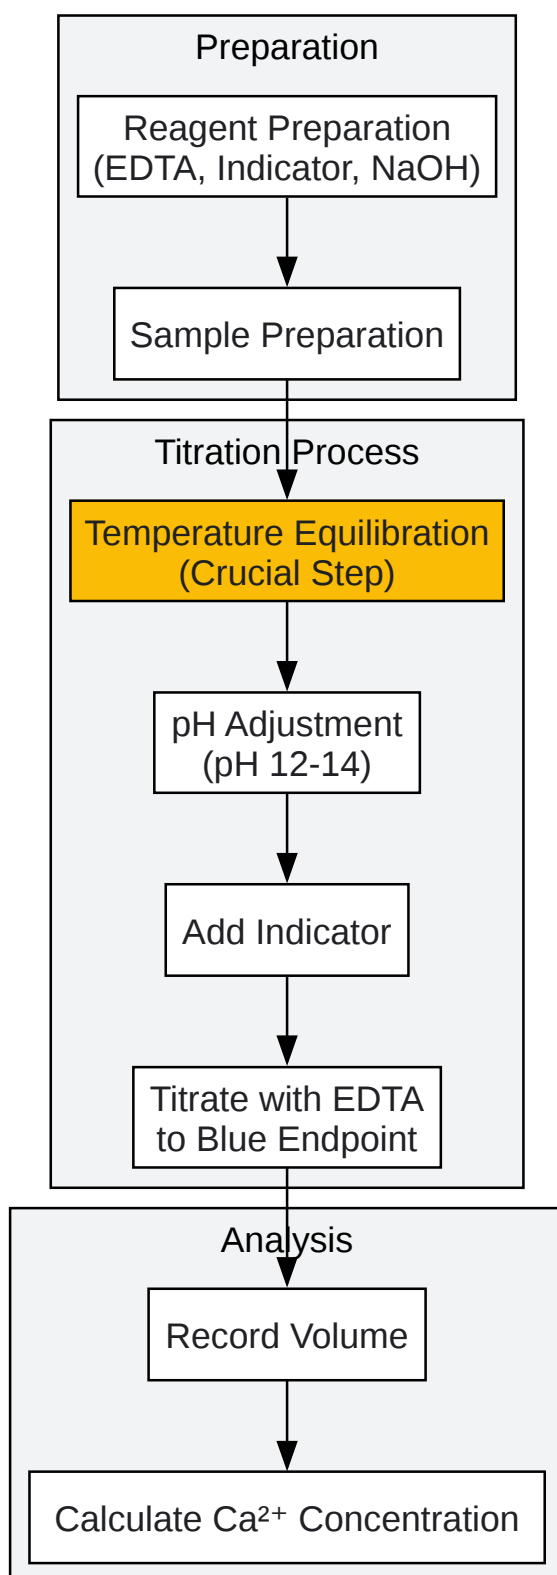 Preparation
Reagent Preparation
(EDTA, Indicator, NaOH)
Sample Preparation
Titration Process
Temperature Equilibration
(Crucial Step)
pH Adjustment
(pH 12-14)
Add Indicator
Titrate with EDTA
to Blue Endpoint
Analysis
Record Volume
Calculate Ca²⁺ Concentration